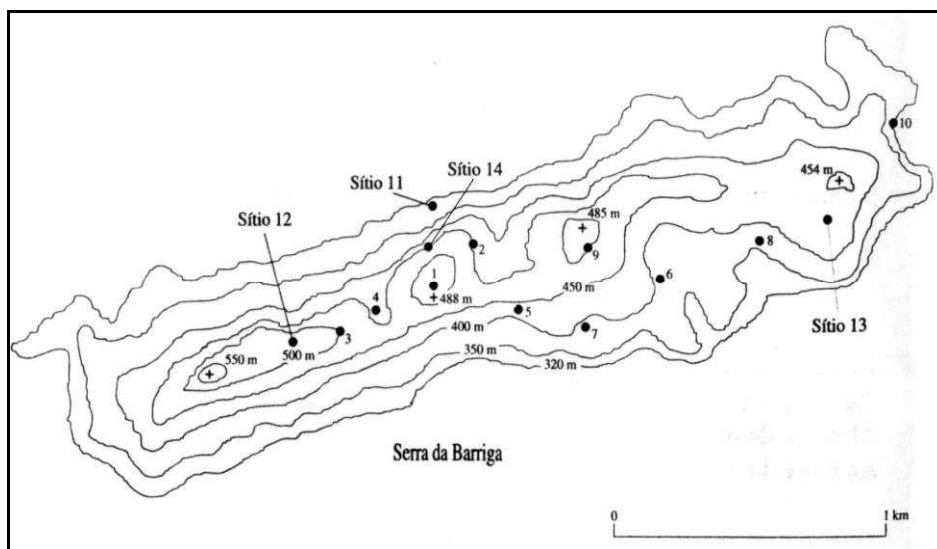 10
454 m
Sítio 14
Sítio 11
485 m
Sítio 12
2
9
8
1
6
488 m
450 m
4
5
Sítio 13
400 m
7
3
500 m
550 m
350 m
320 m
Serra da Barriga
0
1 km